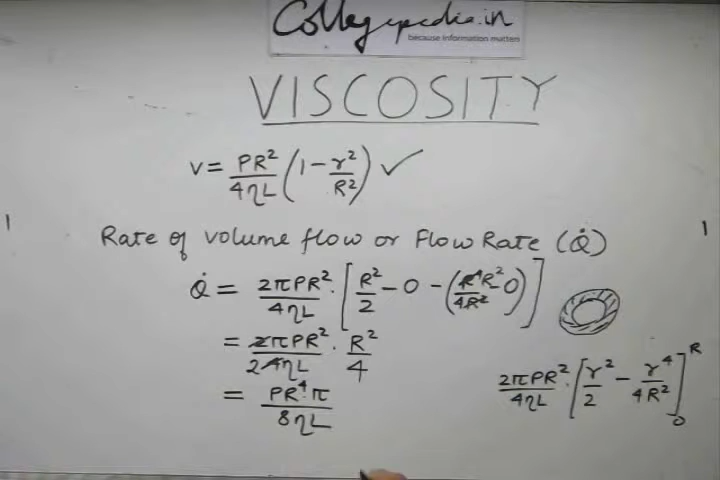 Collegepedia.in
because information matters
VISCOSITY
v = PR²/4ηL (1 - r²/R²) ✓
Rate of volume flow or Flow Rate (Q̇)
Q̇ = 2πPR²/4ηL · [R²/2 - 0 - (R⁴R²/4R² - 0)]
= 2πPR²/2 4ηL · R²/4
= PR⁴π/8ηL
2πPR²/4ηL · [r²/2 - r⁴/4R²]₀ᴿ